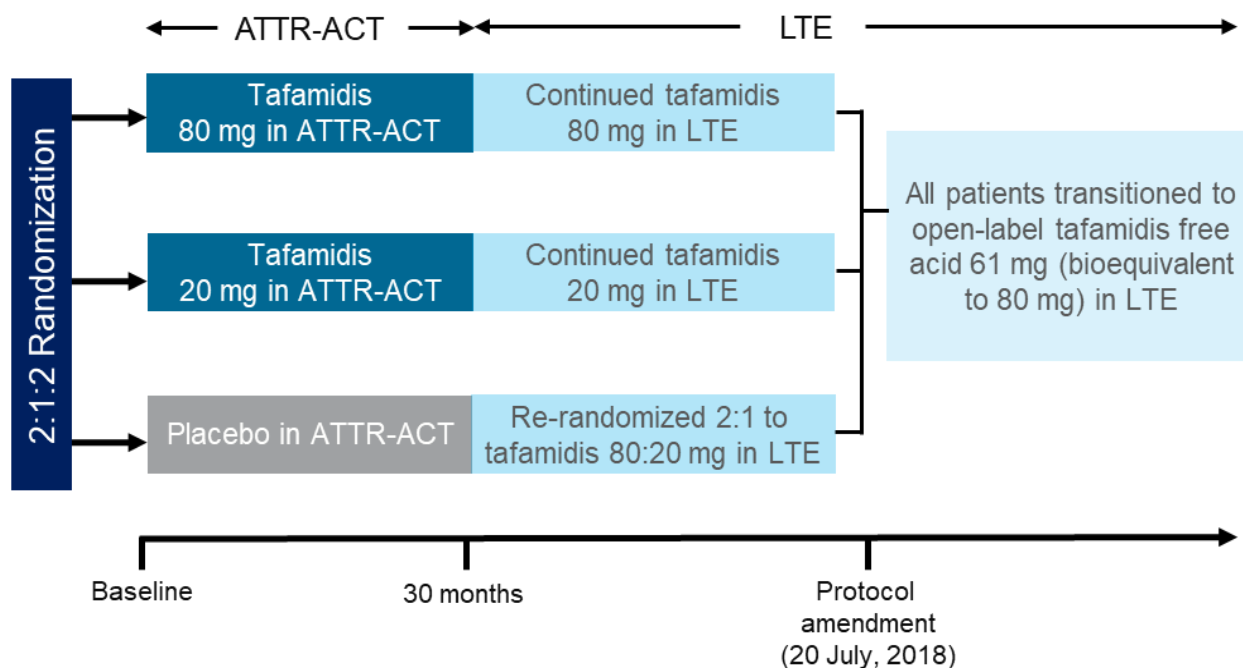 ATTR-ACT
LTE
2:1:2 Randomization
Tafamidis
80 mg in ATTR-ACT
Continued tafamidis
80 mg in LTE
Tafamidis
20 mg in ATTR-ACT
Continued tafamidis
20 mg in LTE
Placebo in ATTR-ACT
Re-randomized 2:1 to
tafamidis 80:20 mg in LTE
All patients transitioned to
open-label tafamidis free
acid 61 mg (bioequivalent
to 80 mg) in LTE
Baseline
30 months
Protocol
amendment
(20 July, 2018)